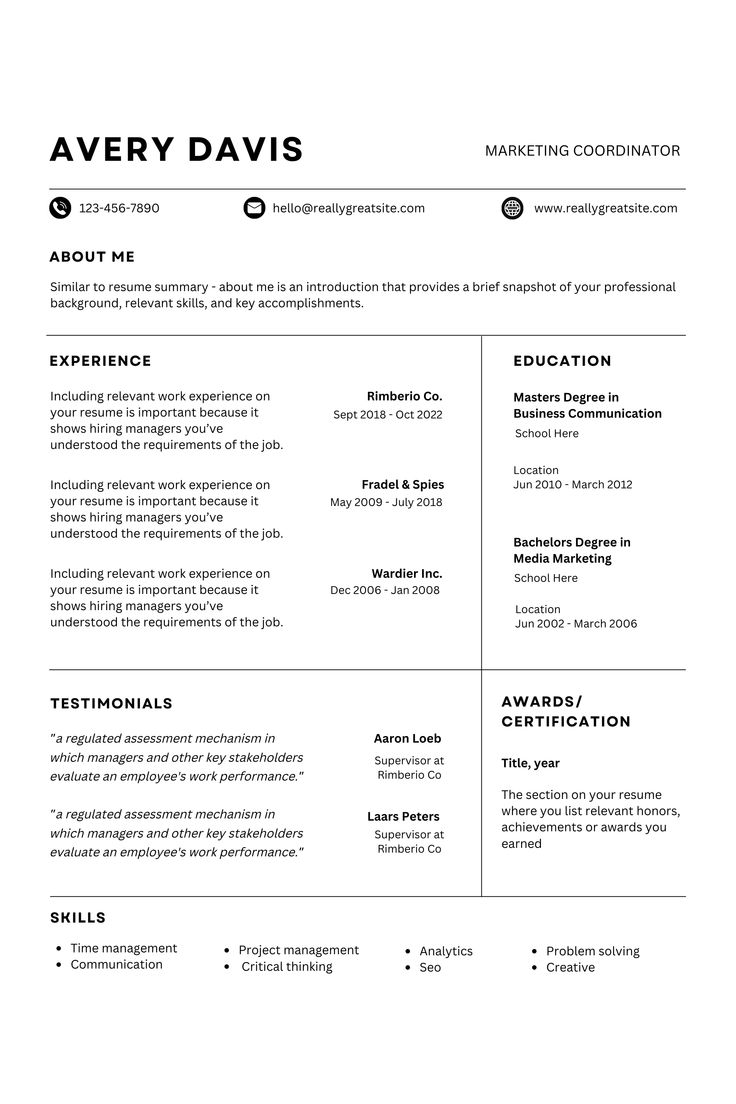 AVERY DAVIS
MARKETING COORDINATOR
123-456-7890
hello@reallygreatsite.com
www.reallygreatsite.com
ABOUT ME
Similar to resume summary - about me is an introduction that provides a brief snapshot of your professional
background, relevant skills, and key accomplishments.
EXPERIENCE
Including relevant work experience on
your resume is important because it
shows hiring managers you've
understood the requirements of the job.
Rimberio Co.
Sept 2018 - Oct 2022
Including relevant work experience on
your resume is important because it
shows hiring managers you've
understood the requirements of the job.
Fradel & Spies
May 2009 - July 2018
Including relevant work experience on
your resume is important because it
shows hiring managers you've
understood the requirements of the job.
Wardier Inc.
Dec 2006 - Jan 2008
EDUCATION
Masters Degree in
Business Communication
School Here
Location
Jun 2010 - March 2012
Bachelors Degree in
Media Marketing
School Here
Location
Jun 2002 - March 2006
TESTIMONIALS
"a regulated assessment mechanism in
which managers and other key stakeholders
evaluate an employee's work performance."
Aaron Loeb
Supervisor at
Rimberio Co
"a regulated assessment mechanism in
which managers and other key stakeholders
evaluate an employee's work performance."
Laars Peters
Supervisor at
Rimberio Co
AWARDS/
CERTIFICATION
Title, year
The section on your resume
where you list relevant honors,
achievements or awards you
earned
SKILLS
• Time management
• Communication
• Project management
• Critical thinking
• Analytics
• Seo
• Problem solving
• Creative